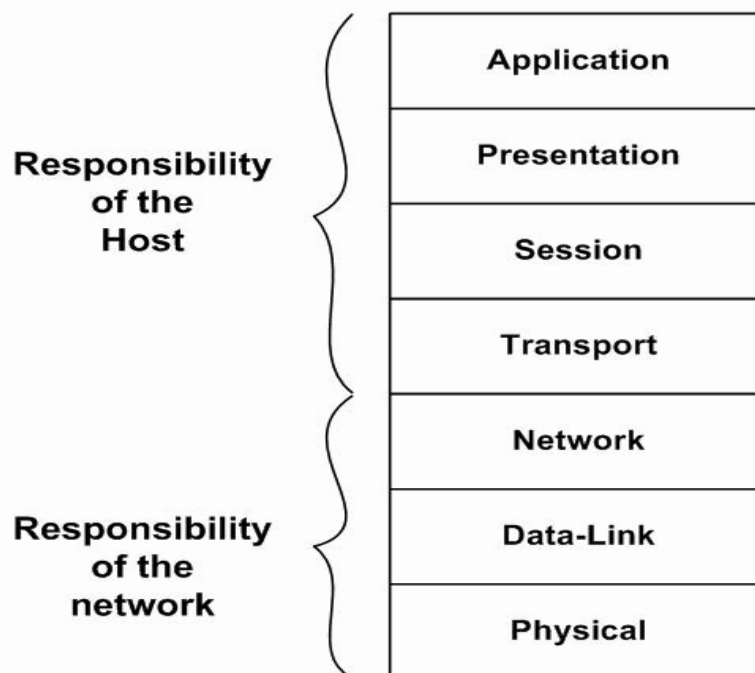 Responsibility
of the
Host
Responsibility
of the
network
Application
Presentation
Session
Transport
Network
Data-Link
Physical